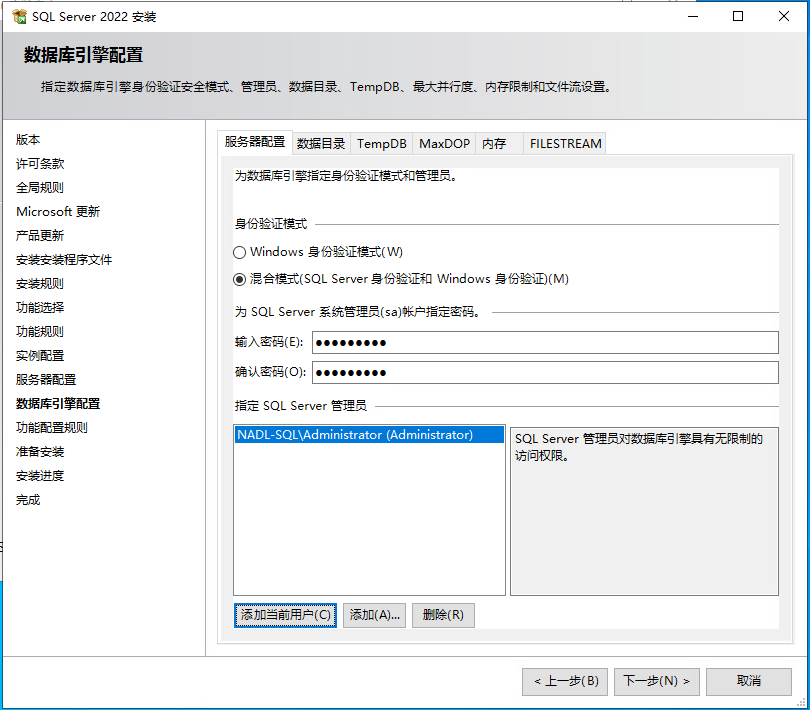 SQL Server 2022 安装
数据库引擎配置
指定数据库引擎身份验证安全模式、管理员、数据目录、TempDB、最大并行度、内存限制和文件流设置。
版本
许可条款
全局规则
Microsoft 更新
产品更新
安装安装程序文件
安装规则
功能选择
功能规则
实例配置
服务器配置
数据库引擎配置
功能配置规则
准备安装
安装进度
完成
服务器配置 数据目录 TempDB MaxDOP 内存 FILESTREAM
为数据库引擎指定身份验证模式和管理员。
身份验证模式
Windows 身份验证模式(W)
混合模式(SQL Server 身份验证和 Windows 身份验证)(M)
为 SQL Server 系统管理员(sa)帐户指定密码。
输入密码(E): ●●●●●●●●●
确认密码(O): ●●●●●●●●●
指定 SQL Server 管理员
NADL-SQL\Administrator (Administrator)
SQL Server 管理员对数据库引擎具有无限制的
访问权限。
添加当前用户(C) 添加(A)... 删除(R)
< 上一步(B) 下一步(N) > 取消